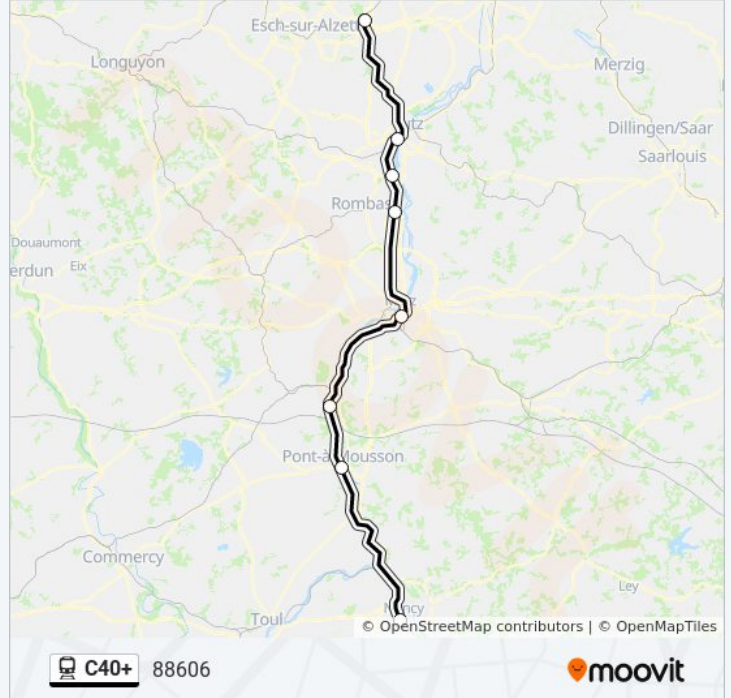 Esch-sur-Alzett
Longuyon
Merzig
Dillingen/Saar
Saarlouis
Rombas
Douaumont
erdun
Eix
Pont-à-Mousson
Commercy
Ley
Nancy
Toul
© OpenStreetMap contributors | © OpenMapTiles
C40+ 88606
moovit